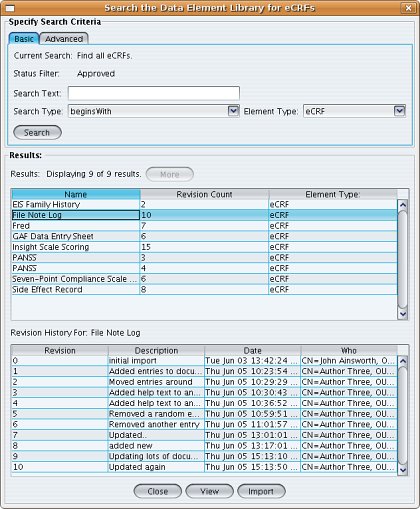 Search the Data Element Library for eCRFs
Specify Search Criteria
Basic Advanced
Current Search: Find all eCRFs.
Status Filter: Approved
Search Text:
Search Type: beginsWith Element Type: eCRF
Search
Results:
Results: Displaying 9 of 9 results. More
Name Revision Count Element Type:
EIS Family History 2 eCRF
File Note Log 10 eCRF
Fred 7 eCRF
GAF Data Entry Sheet 6 eCRF
Insight Scale Scoring 15 eCRF
PANSS 3 eCRF
PANSS 4 eCRF
Seven-Point Compliance Scale ... 6 eCRF
Side Effect Record 8 eCRF
Revision History For: File Note Log
Revision Description Date Who
0 initial import Tue Jun 03 13:42:24 ... CN=John Ainsworth, O...
1 Added entries to docu... Thu Jun 05 10:23:54 ... CN=Author Three, OU...
2 Moved entries around Thu Jun 05 10:29:29 ... CN=Author Three, OU...
3 Added help text to an... Thu Jun 05 10:30:43 ... CN=Author Three, OU...
4 Added help text to an... Thu Jun 05 10:36:52 ... CN=Author Three, OU...
5 Removed a random e... Thu Jun 05 10:59:51 ... CN=Author Three, OU...
6 Removed another entry Thu Jun 05 11:01:57 ... CN=Author Three, OU...
7 Updated.. Thu Jun 05 13:01:01 ... CN=Author Three, OU...
8 added new Thu Jun 05 13:17:01 ... CN=Author Three, OU...
9 Updating lots of docu... Thu Jun 05 15:13:10 ... CN=Author Three, OU...
10 Updated again Thu Jun 05 15:13:50 ... CN=Author Three, OU...
Close View Import